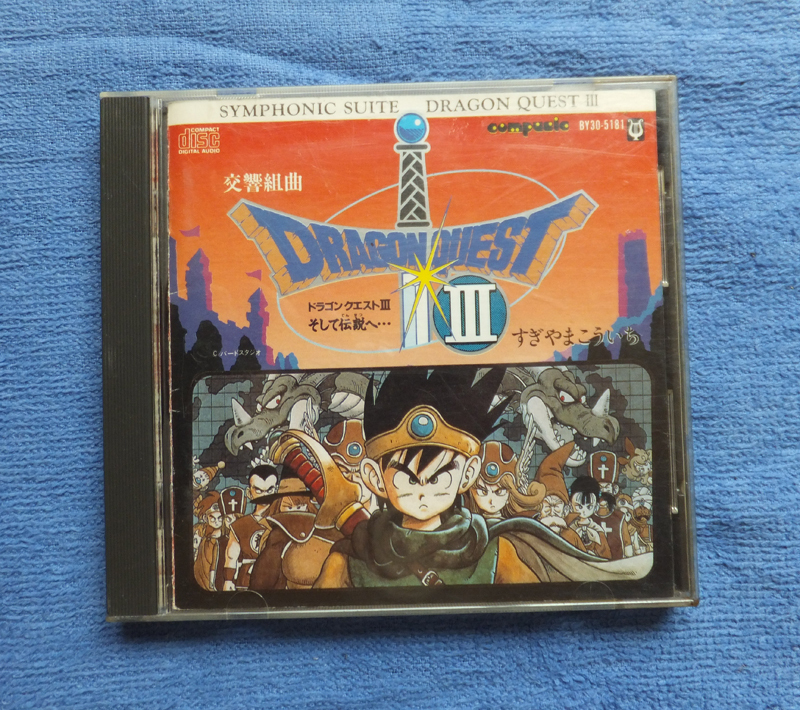 SYMPHONIC SUITE DRAGON QUEST III
COMPACT
disc
DIGITAL AUDIO
compusic BY30-5181
交響組曲
DRAGON QUEST
III
ドラゴンクエストIII
そして伝説へ…
すぎやまこういち
©バードスタジオ